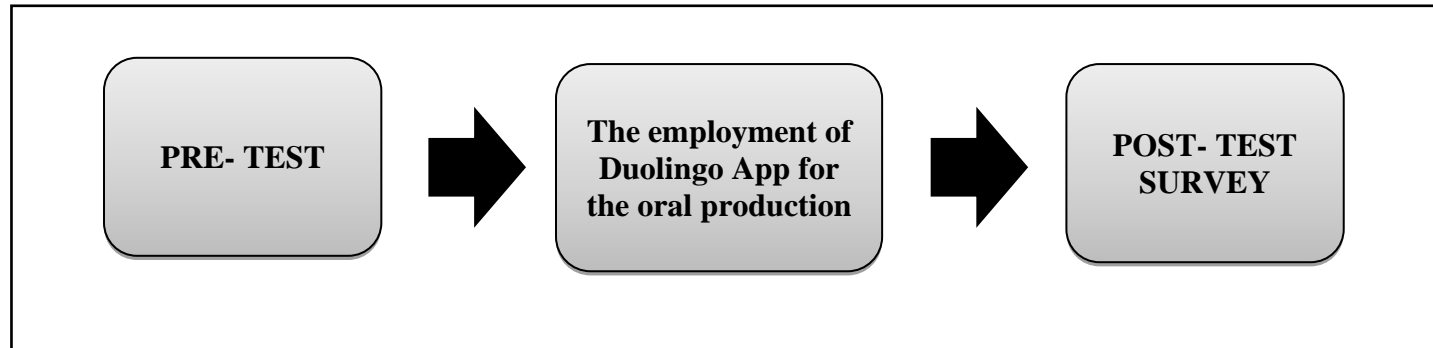 PRE- TEST
The employment of
Duolingo App for
the oral production
POST- TEST
SURVEY